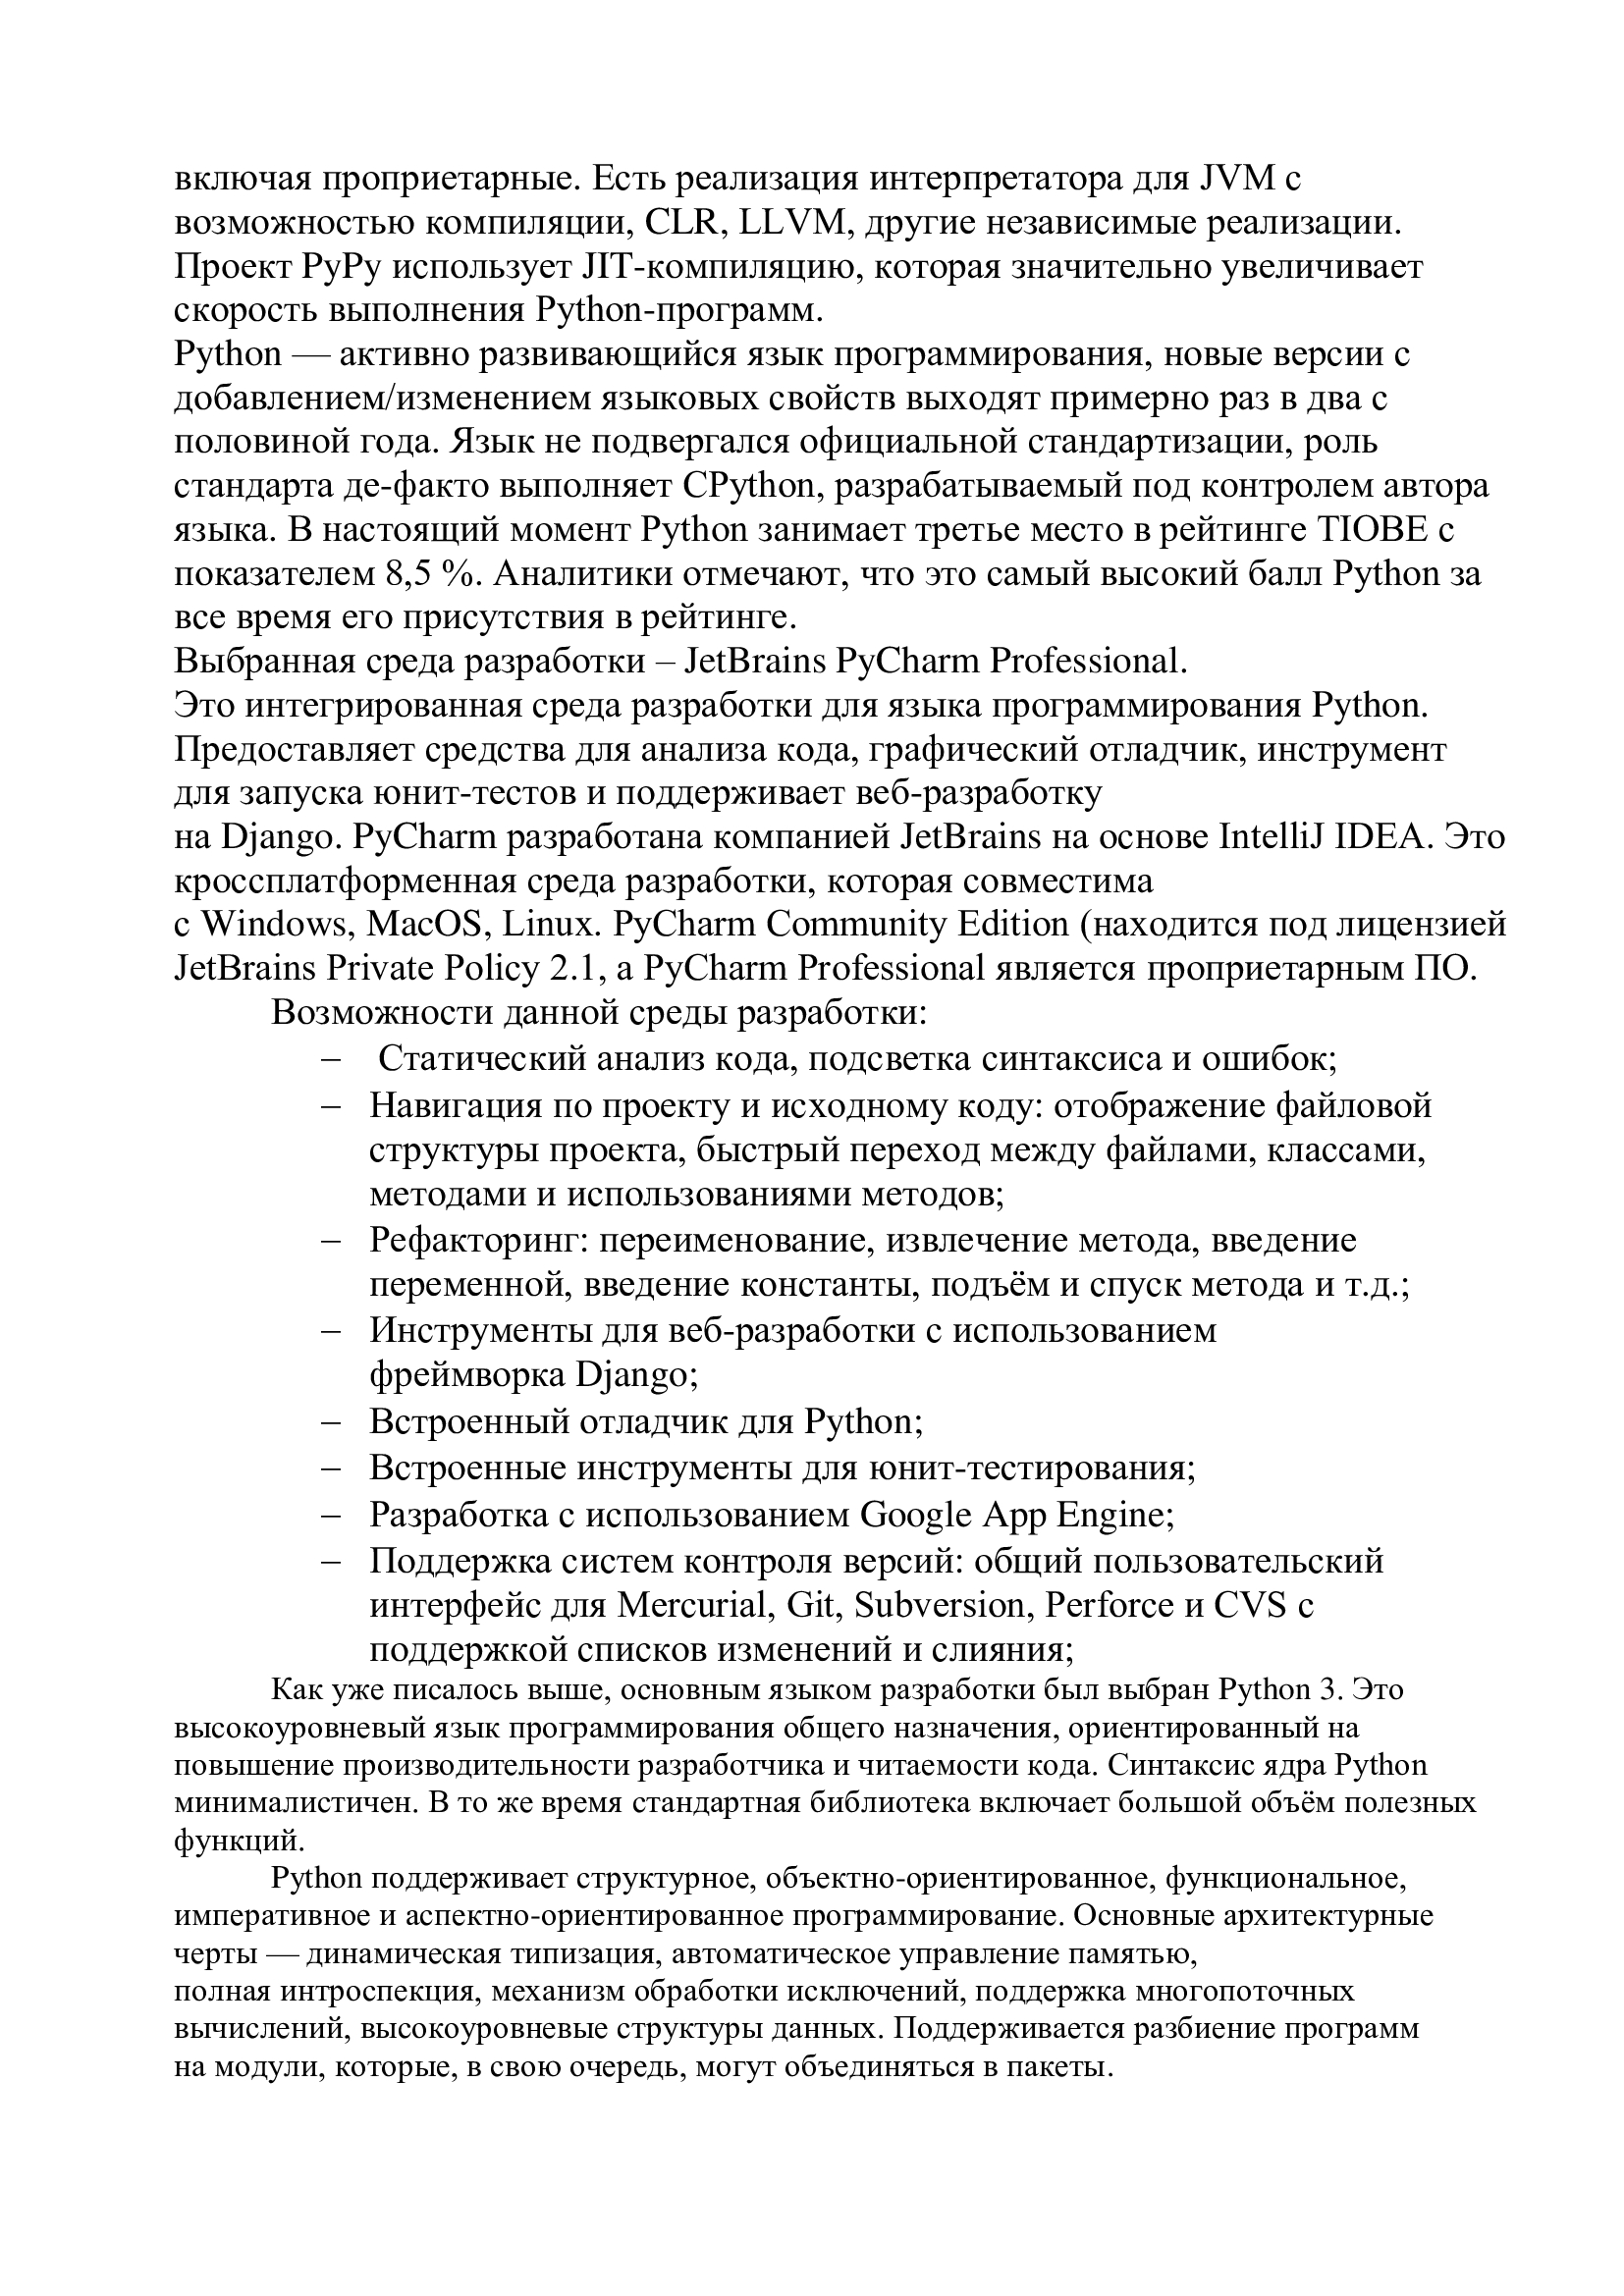 включая проприетарные. Есть реализация интерпретатора для JVM с
возможностью компиляции, CLR, LLVM, другие независимые реализации.
Проект PyPy использует JIT-компиляцию, которая значительно увеличивает
скорость выполнения Python-программ.
Python — активно развивающийся язык программирования, новые версии с
добавлением/изменением языковых свойств выходят примерно раз в два с
половиной года. Язык не подвергался официальной стандартизации, роль
стандарта де-факто выполняет CPython, разрабатываемый под контролем автора
языка. В настоящий момент Python занимает третье место в рейтинге TIOBE с
показателем 8,5 %. Аналитики отмечают, что это самый высокий балл Python за
все время его присутствия в рейтинге.
Выбранная среда разработки – JetBrains PyCharm Professional.
Это интегрированная среда разработки для языка программирования Python.
Предоставляет средства для анализа кода, графический отладчик, инструмент
для запуска юнит-тестов и поддерживает веб-разработку
на Django. PyCharm разработана компанией JetBrains на основе IntelliJ IDEA. Это
кроссплатформенная среда разработки, которая совместима
с Windows, MacOS, Linux. PyCharm Community Edition (находится под лицензией
JetBrains Private Policy 2.1, а PyCharm Professional является проприетарным ПО.
Возможности данной среды разработки:
– Статический анализ кода, подсветка синтаксиса и ошибок;
– Навигация по проекту и исходному коду: отображение файловой
структуры проекта, быстрый переход между файлами, классами,
методами и использованиями методов;
– Рефакторинг: переименование, извлечение метода, введение
переменной, введение константы, подъём и спуск метода и т.д.;
– Инструменты для веб-разработки с использованием
фреймворка Django;
– Встроенный отладчик для Python;
– Встроенные инструменты для юнит-тестирования;
– Разработка с использованием Google App Engine;
– Поддержка систем контроля версий: общий пользовательский
интерфейс для Mercurial, Git, Subversion, Perforce и CVS с
поддержкой списков изменений и слияния;
Как уже писалось выше, основным языком разработки был выбран Python 3. Это
высокоуровневый язык программирования общего назначения, ориентированный на
повышение производительности разработчика и читаемости кода. Синтаксис ядра Python
минималистичен. В то же время стандартная библиотека включает большой объём полезных
функций.
Python поддерживает структурное, объектно-ориентированное, функциональное,
императивное и аспектно-ориентированное программирование. Основные архитектурные
черты — динамическая типизация, автоматическое управление памятью,
полная интроспекция, механизм обработки исключений, поддержка многопоточных
вычислений, высокоуровневые структуры данных. Поддерживается разбиение программ
на модули, которые, в свою очередь, могут объединяться в пакеты.